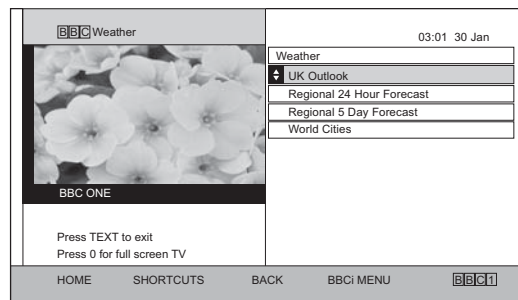 BBC Weather
03:01 30 Jan
Weather
UK Outlook
Regional 24 Hour Forecast
Regional 5 Day Forecast
World Cities
BBC ONE
Press TEXT to exit
Press 0 for full screen TV
HOME SHORTCUTS BACK BBCi MENU BBC1